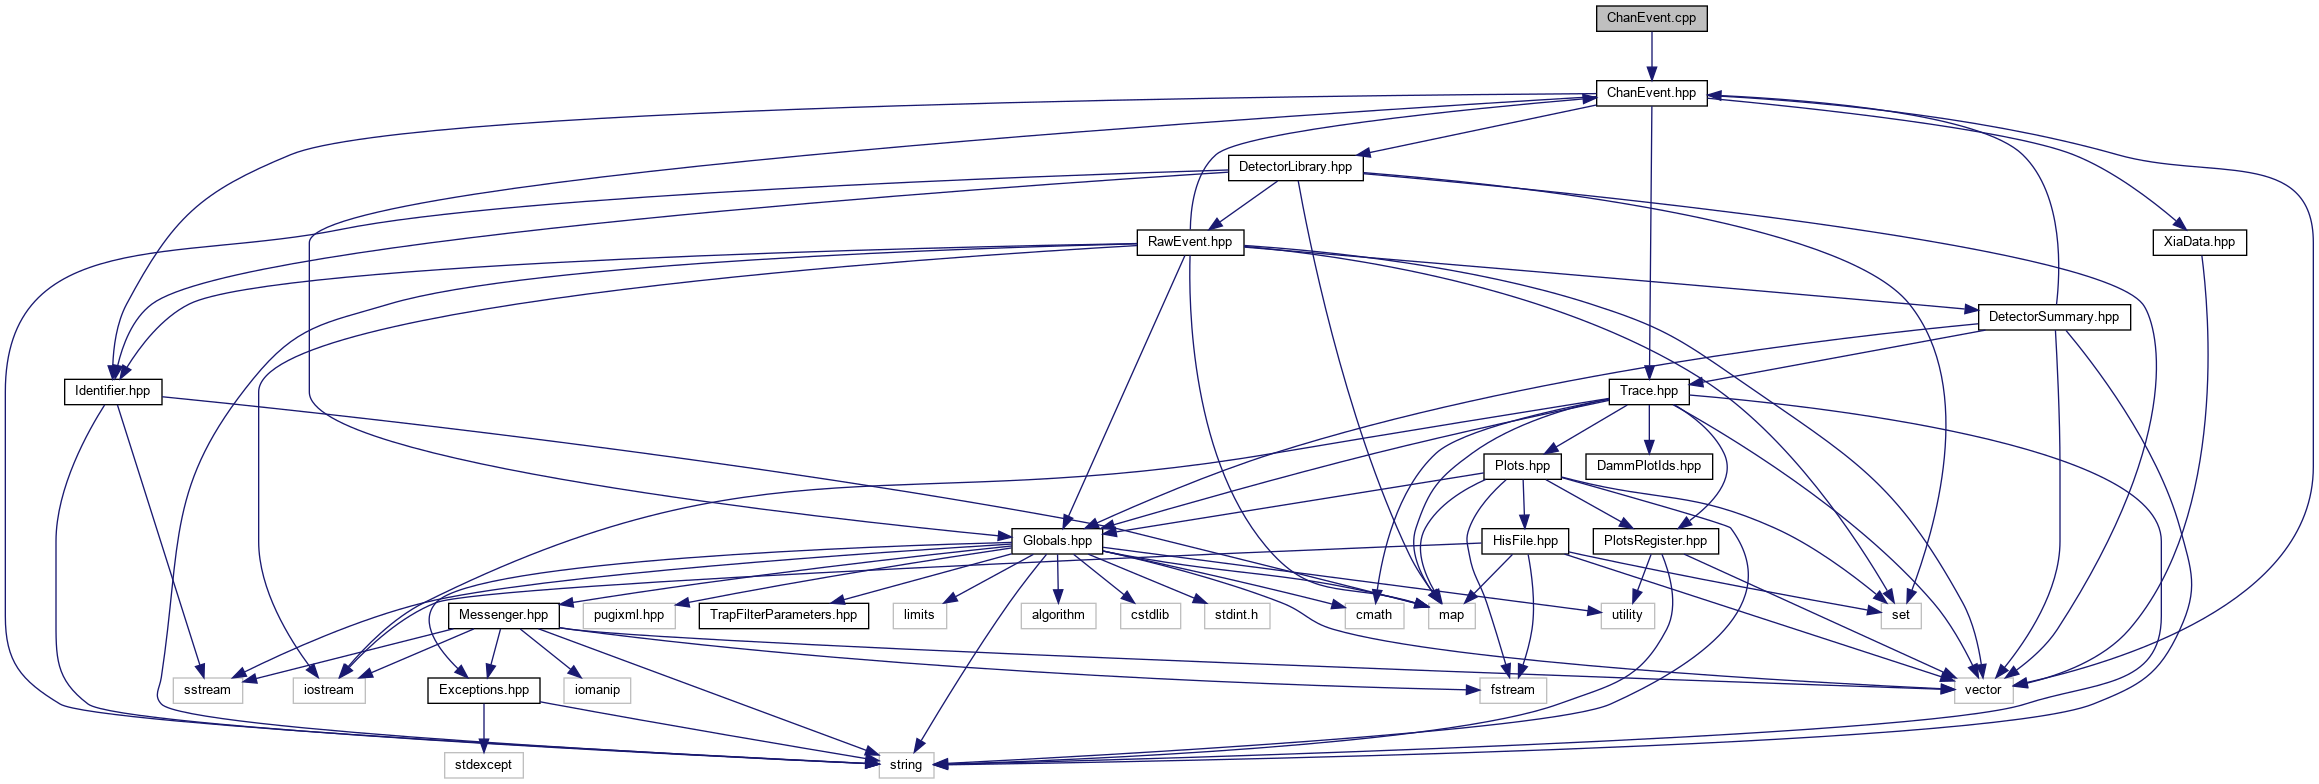 ChanEvent.cpp
ChanEvent.hpp
DetectorLibrary.hpp
RawEvent.hpp
XiaData.hpp
DetectorSummary.hpp
Identifier.hpp
Trace.hpp
Plots.hpp
DammPlotIds.hpp
Globals.hpp
HisFile.hpp
PlotsRegister.hpp
Messenger.hpp
pugixml.hpp
TrapFilterParameters.hpp
limits
algorithm
cstdlib
stdint.h
cmath
map
utility
set
sstream
iostream
Exceptions.hpp
iomanip
fstream
vector
stdexcept
string